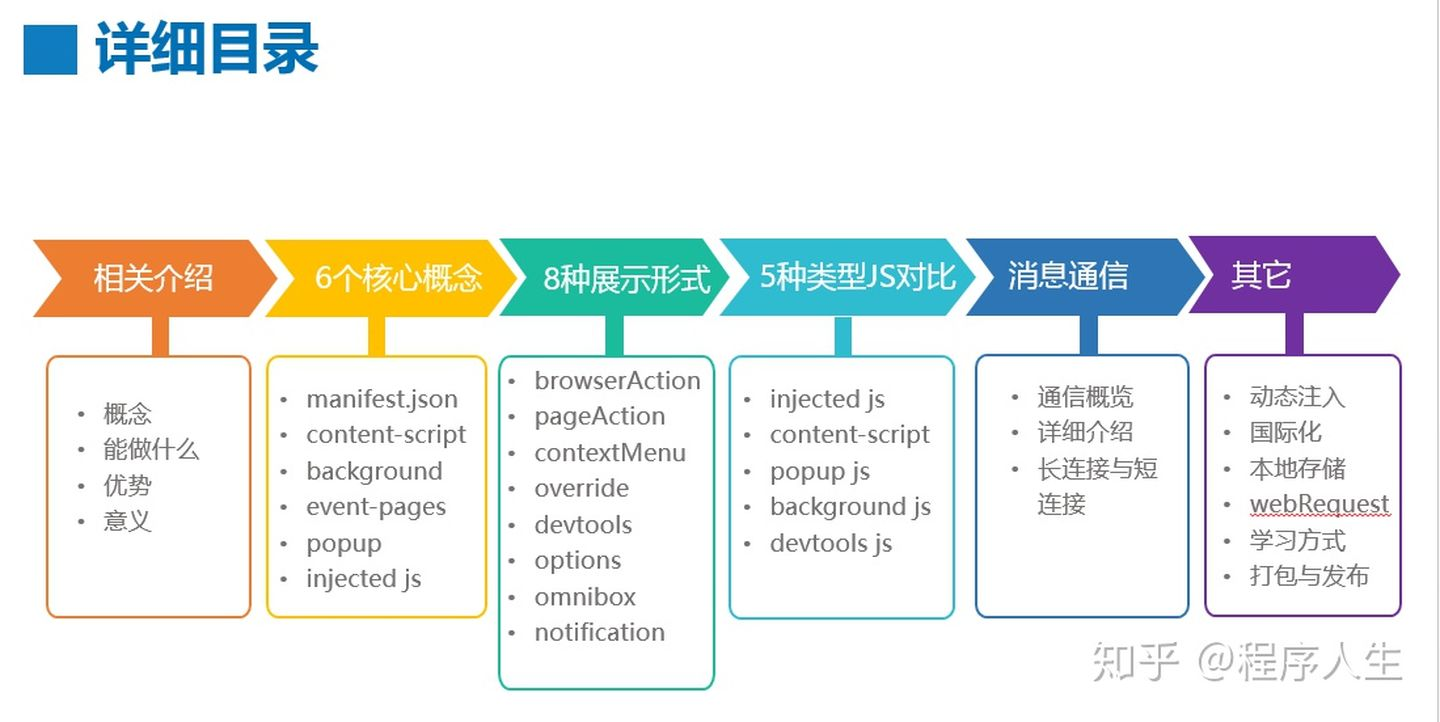 详细目录
相关介绍
概念
能做什么
优势
意义
6个核心概念
manifest.json
content-script
background
event-pages
popup
injected js
8种展示形式
browserAction
pageAction
contextMenu
override
devtools
options
omnibox
notification
5种类型JS对比
injected js
content-script
popup js
background js
devtools js
消息通信
通信概览
详细介绍
长连接与短
连接
其它
动态注入
国际化
本地存储
webRequest
学习方式
打包与发布
知乎 @程序人生